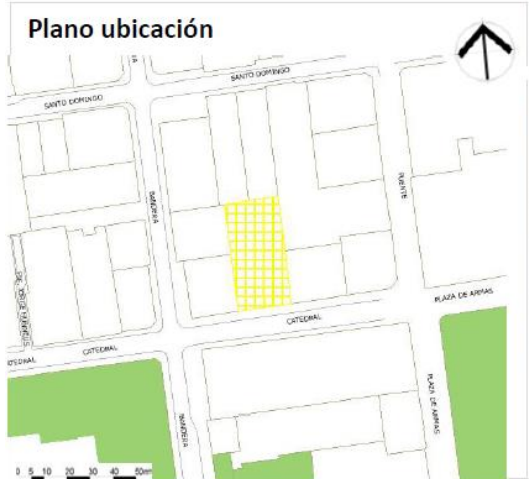 Plano ubicación
SANTO DOMINGO
SANTO DOMINGO
BANDERA
PUENTE
PLAZA DE ARMAS
CATEDRAL
CATEDRAL
PLAZA DE ARMAS
BANDERA
0 5 10 20 30 40 50m